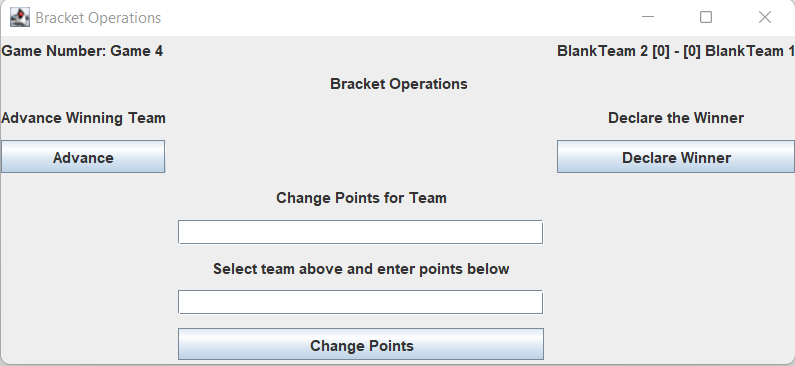 Bracket Operations
Game Number: Game 4
BlankTeam 2 [0] - [0] BlankTeam 1
Bracket Operations
Advance Winning Team
Declare the Winner
Advance
Declare Winner
Change Points for Team
Select team above and enter points below
Change Points